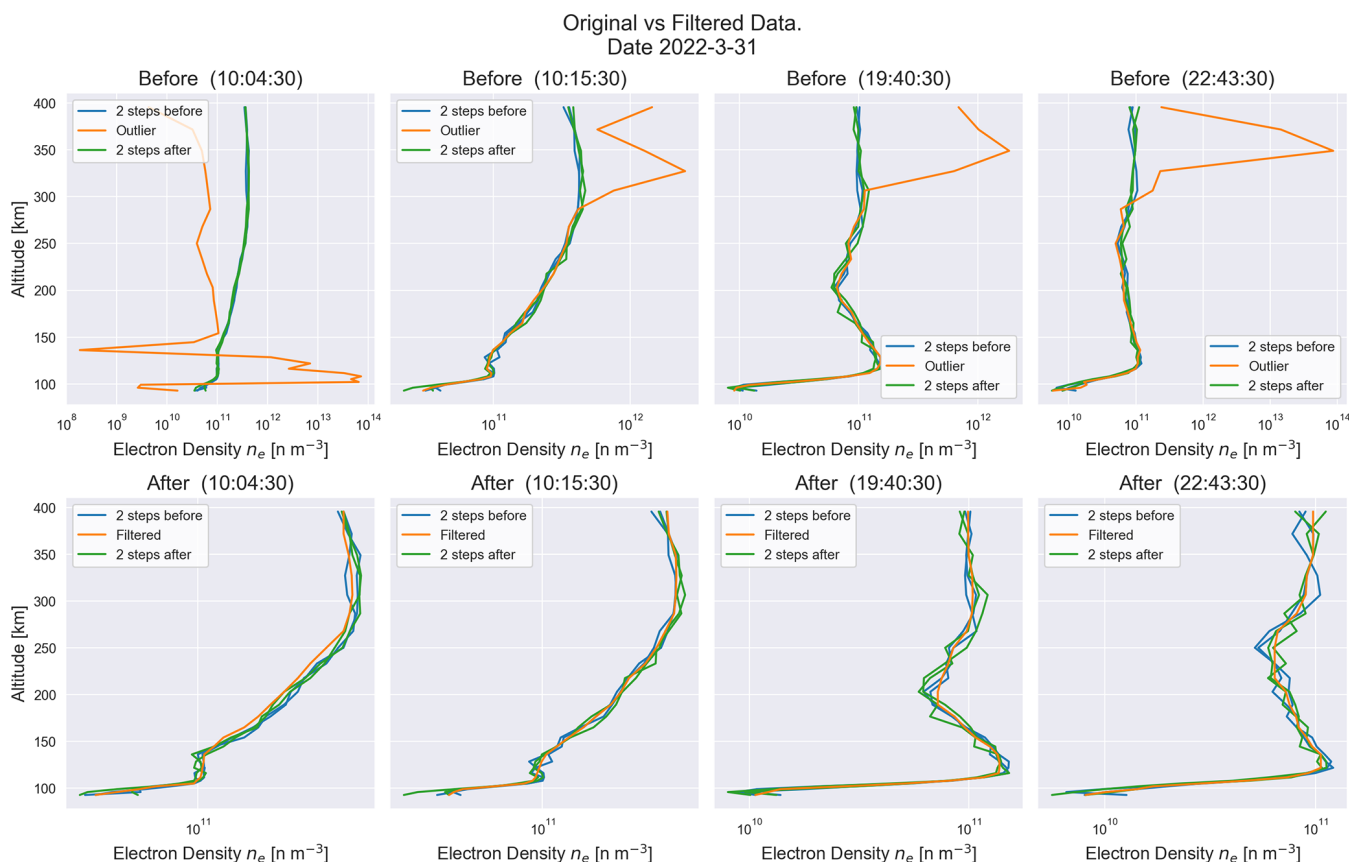 Original vs Filtered Data.
Date 2022-3-31
Before (10:04:30)
2 steps before
Outlier
2 steps after
Altitude [km]
400
350
300
250
200
150
100
10^8
10^9
10^10
10^11
10^12
10^13
10^14
Electron Density n_e [n m^−3]
Before (10:15:30)
2 steps before
Outlier
2 steps after
10^11
10^12
Electron Density n_e [n m^−3]
Before (19:40:30)
2 steps before
Outlier
2 steps after
10^10
10^11
10^12
Electron Density n_e [n m^−3]
Before (22:43:30)
2 steps before
Outlier
2 steps after
10^10
10^11
10^12
10^13
10^14
Electron Density n_e [n m^−3]
After (10:04:30)
2 steps before
Filtered
2 steps after
Altitude [km]
400
350
300
250
200
150
100
10^11
Electron Density n_e [n m^−3]
After (10:15:30)
2 steps before
Filtered
2 steps after
10^11
Electron Density n_e [n m^−3]
After (19:40:30)
2 steps before
Filtered
2 steps after
10^10
10^11
Electron Density n_e [n m^−3]
After (22:43:30)
2 steps before
Filtered
2 steps after
10^10
10^11
Electron Density n_e [n m^−3]